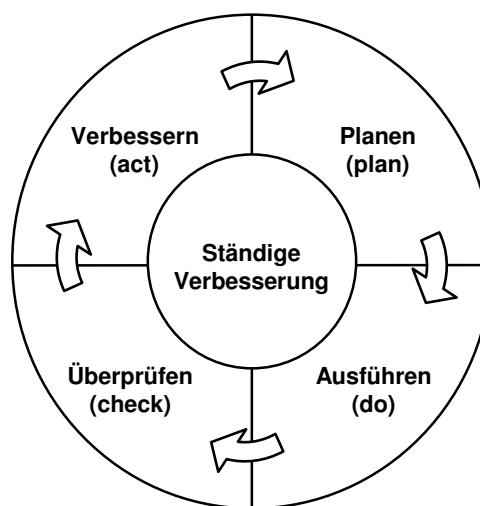 Verbessern
(act)
Planen
(plan)
Ständige
Verbesserung
Überprüfen
(check)
Ausführen
(do)